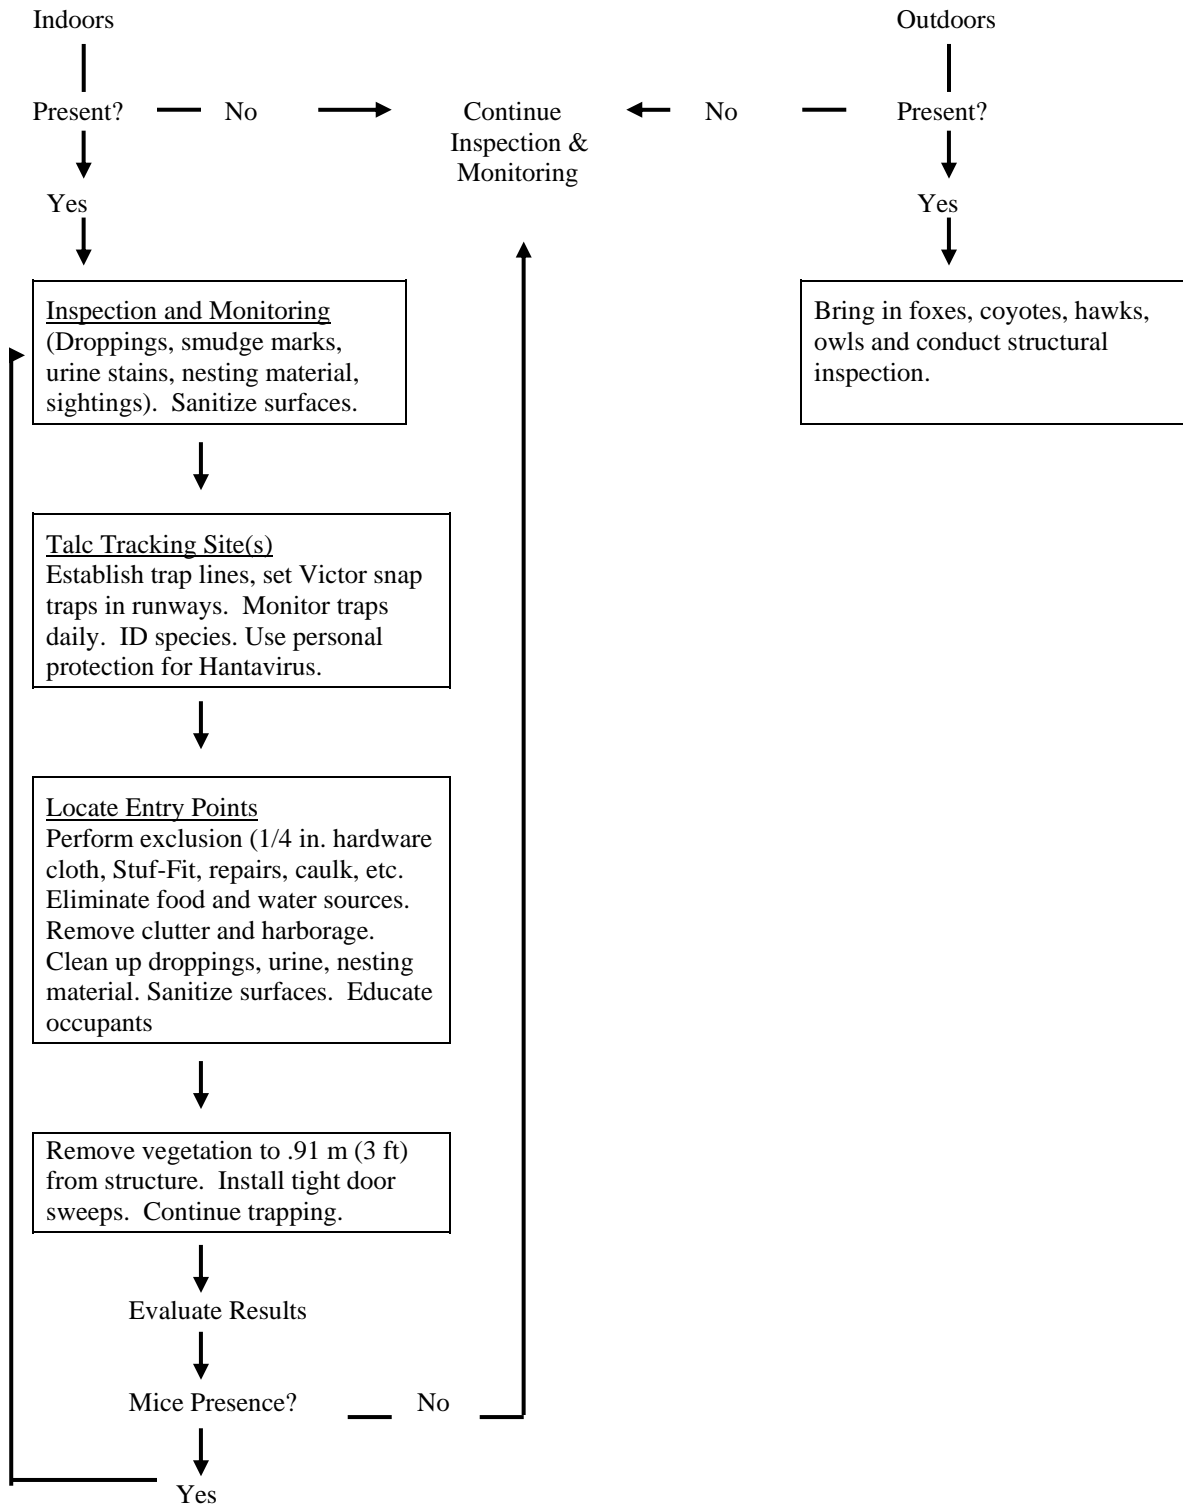 Indoors
Outdoors
Present?
No
Continue
Inspection &
Monitoring
No
Present?
Yes
Yes
Inspection and Monitoring
(Droppings, smudge marks,
urine stains, nesting material,
sightings).  Sanitize surfaces.
Bring in foxes, coyotes, hawks,
owls and conduct structural
inspection.
Talc Tracking Site(s)
Establish trap lines, set Victor snap
traps in runways.  Monitor traps
daily.  ID species. Use personal
protection for Hantavirus.
Locate Entry Points
Perform exclusion (1/4 in. hardware
cloth, Stuf-Fit, repairs, caulk, etc.
Eliminate food and water sources.
Remove clutter and harborage.
Clean up droppings, urine, nesting
material. Sanitize surfaces.  Educate
occupants
Remove vegetation to .91 m (3 ft)
from structure.  Install tight door
sweeps.  Continue trapping.
Evaluate Results
Mice Presence?
No
Yes